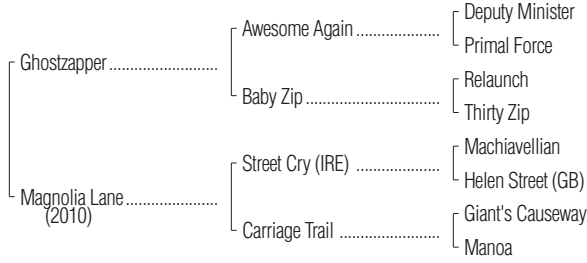 Deputy Minister
Awesome Again
Primal Force
Ghostzapper
Relaunch
Baby Zip
Thirty Zip
Machiavellian
Street Cry (IRE)
Helen Street (GB)
Magnolia Lane
(2010)
Giant's Causeway
Carriage Trail
Manoa